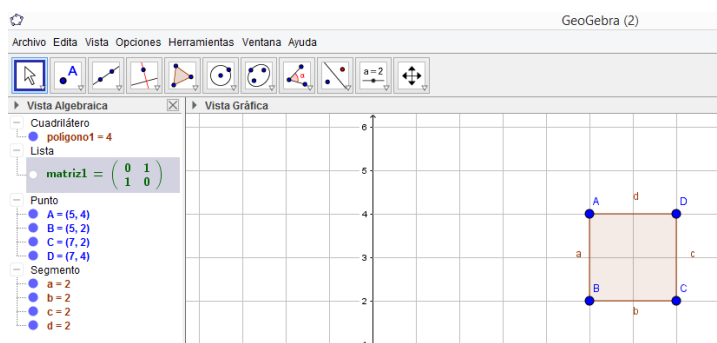 GeoGebra (2)
Archivo Edita Vista Opciones Herramientas Ventana Ayuda
A
a=2
Vista Algebraica
Vista Gráfica
Cuadrilátero
poligono1 = 4
Lista
matriz1 = ( 0 1
1 0 )
Punto
A = (5, 4)
B = (5, 2)
C = (7, 2)
D = (7, 4)
Segmento
a = 2
b = 2
c = 2
d = 2
6
5
4
3
2
A
d
D
a
c
B
C
b